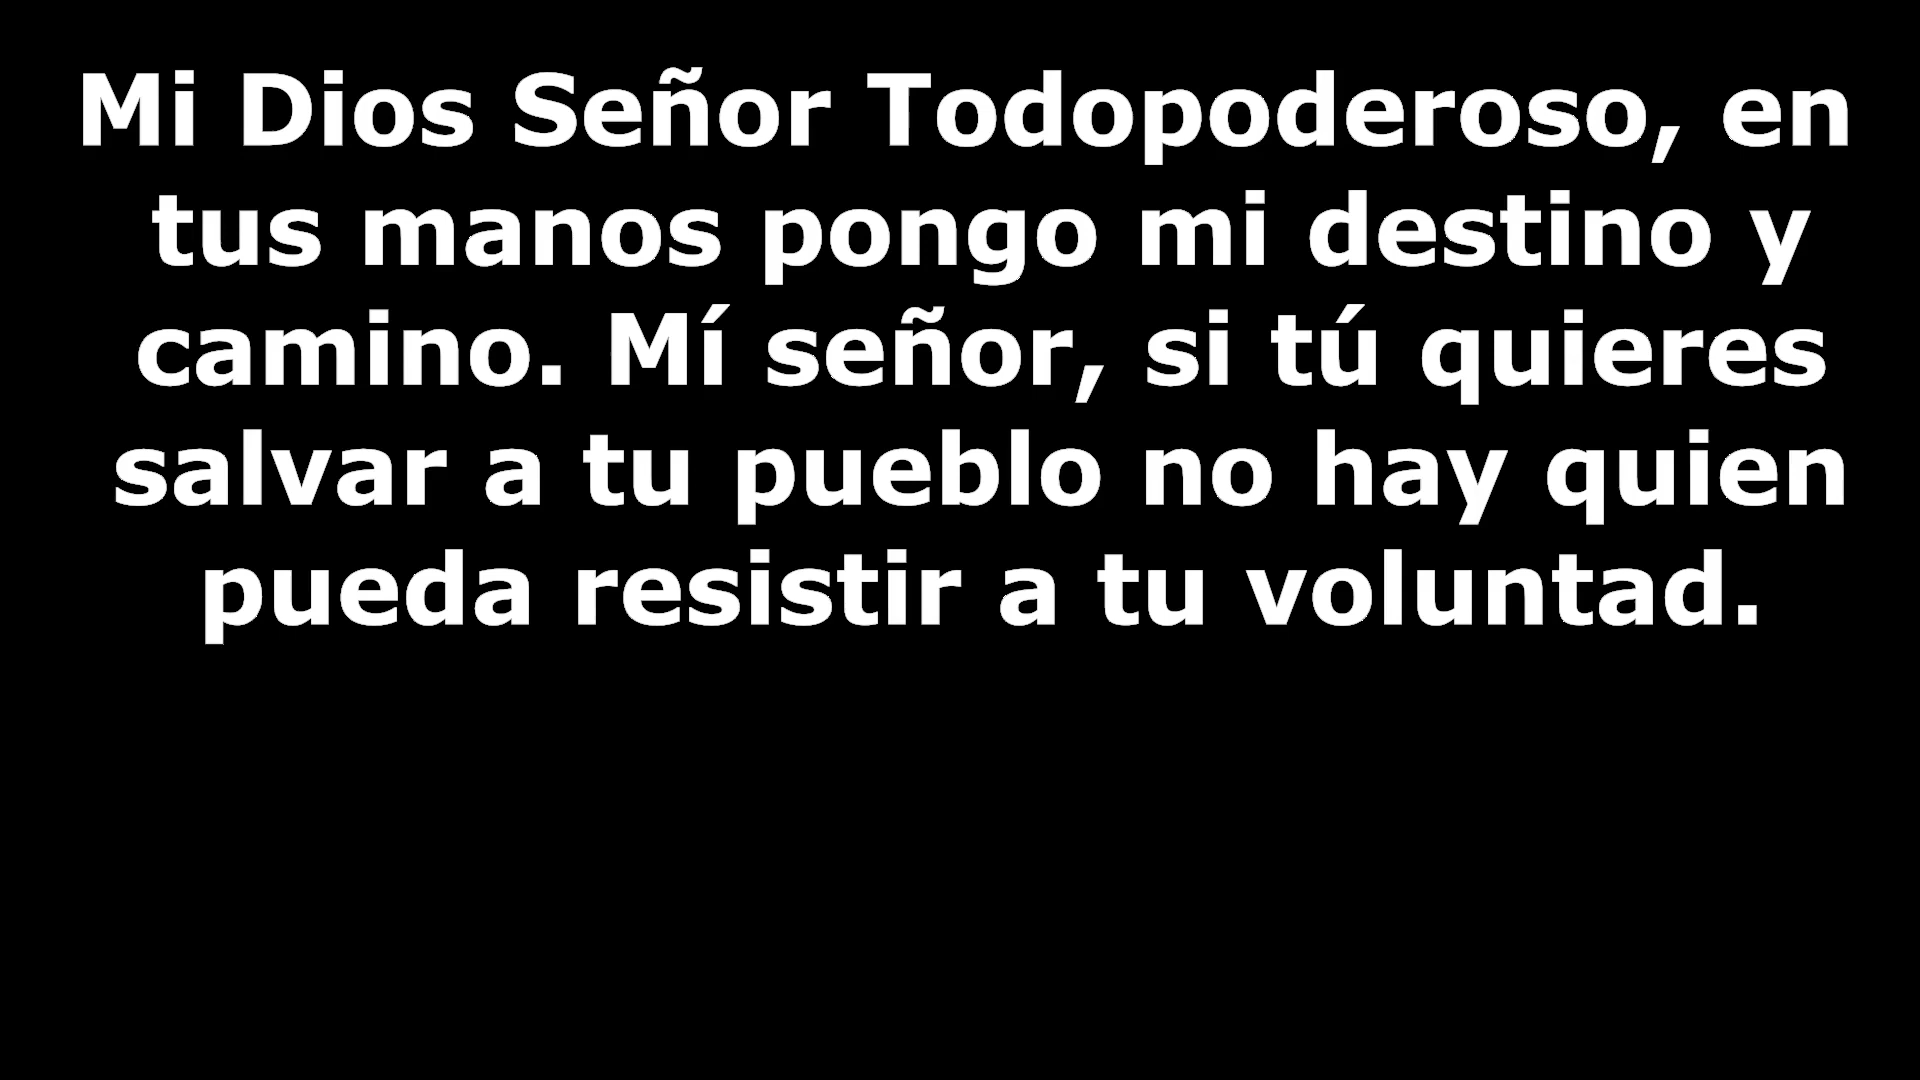 Mi Dios Señor Todopoderoso, en
tus manos pongo mi destino y
camino. Mí señor, si tú quieres
salvar a tu pueblo no hay quien
pueda resistir a tu voluntad.